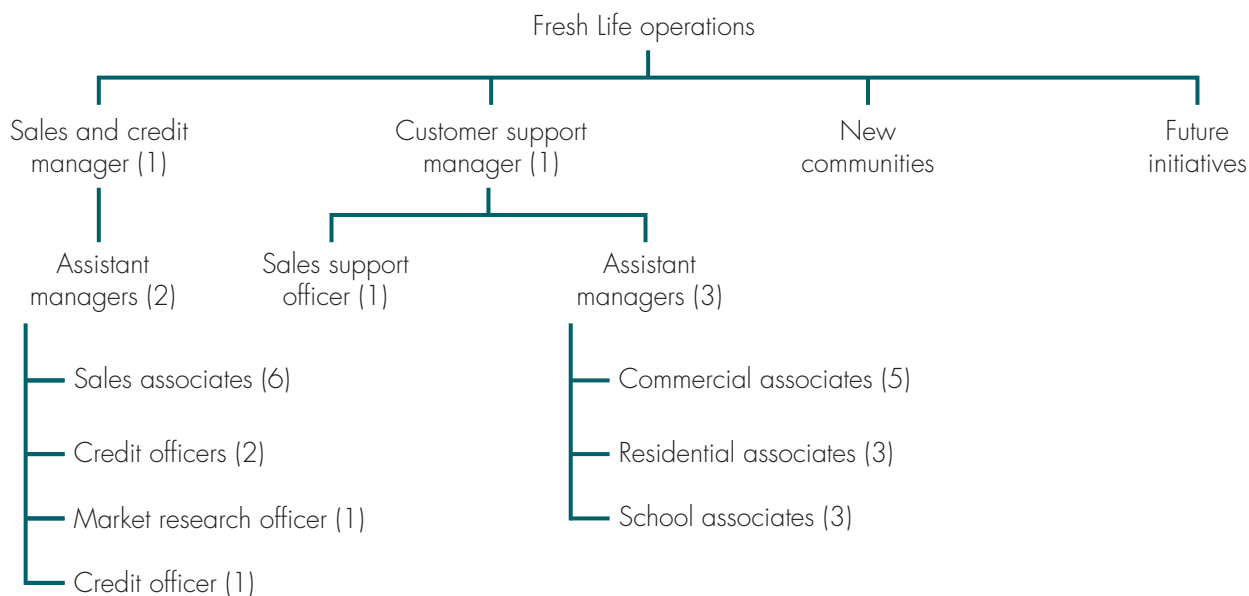 Fresh Life operations
Sales and credit
manager (1)
Customer support
manager (1)
New
communities
Future
initiatives
Assistant
managers (2)
Sales support
officer (1)
Assistant
managers (3)
Sales associates (6)
Credit officers (2)
Market research officer (1)
Credit officer (1)
Commercial associates (5)
Residential associates (3)
School associates (3)